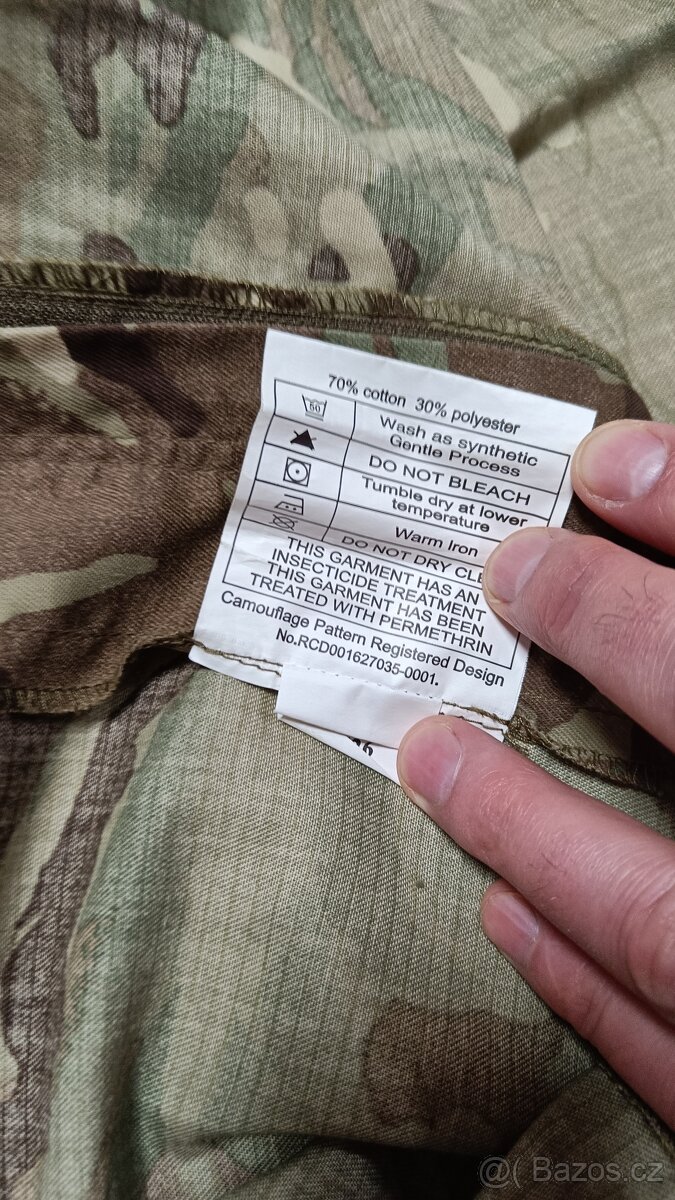 70% cotton 30% polyester
50
Wash as synthetic
Gentle Process
DO NOT BLEACH
Tumble dry at lower
temperature
Warm Iron
DO NOT DRY CLE
THIS GARMENT HAS AN
INSECTICIDE TREATMENT
THIS GARMENT HAS BEEN
TREATED WITH PERMETHRIN
Camouflage Pattern Registered Design
No.RCD001627035-0001.
@( Bazos.cz